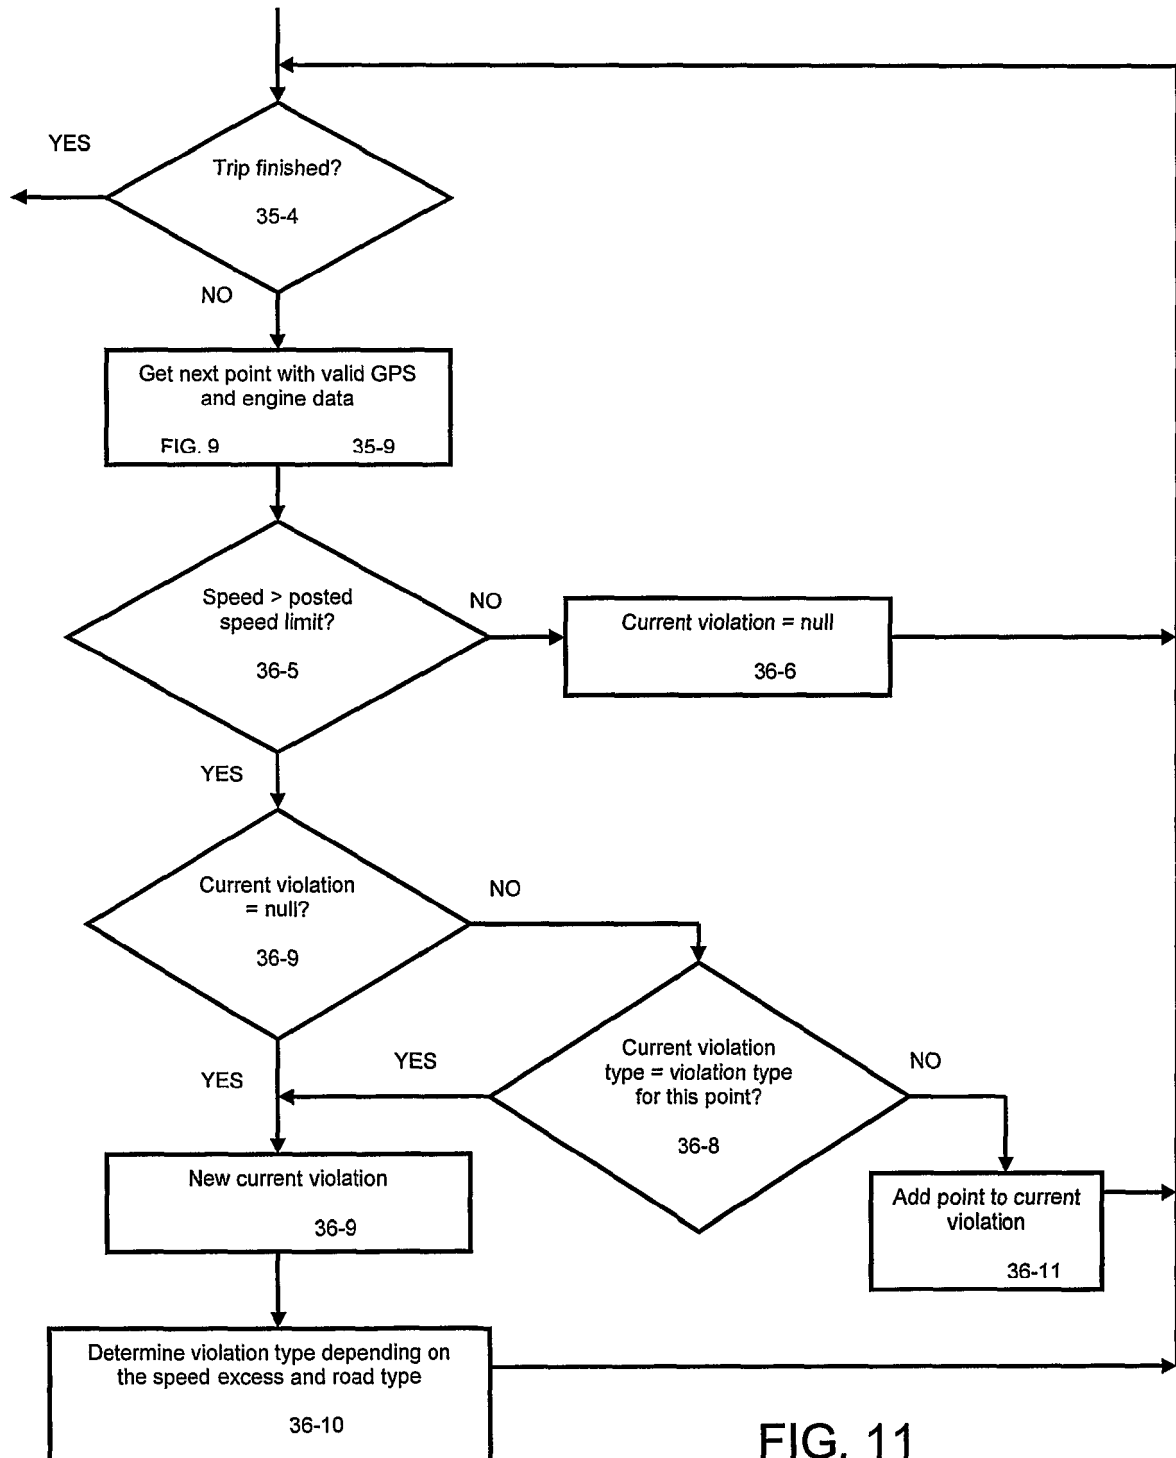 YES
Trip finished?
35-4
NO
Get next point with valid GPS
and engine data
FIG. 9 35-9
Speed > posted
speed limit?
36-5
NO
Current violation = null
36-6
YES
Current violation
= null?
36-9
NO
Current violation
type = violation type
for this point?
36-8
YES
YES
NO
New current violation
36-9
Add point to current
violation
36-11
Determine violation type depending on
the speed excess and road type
36-10
FIG. 11